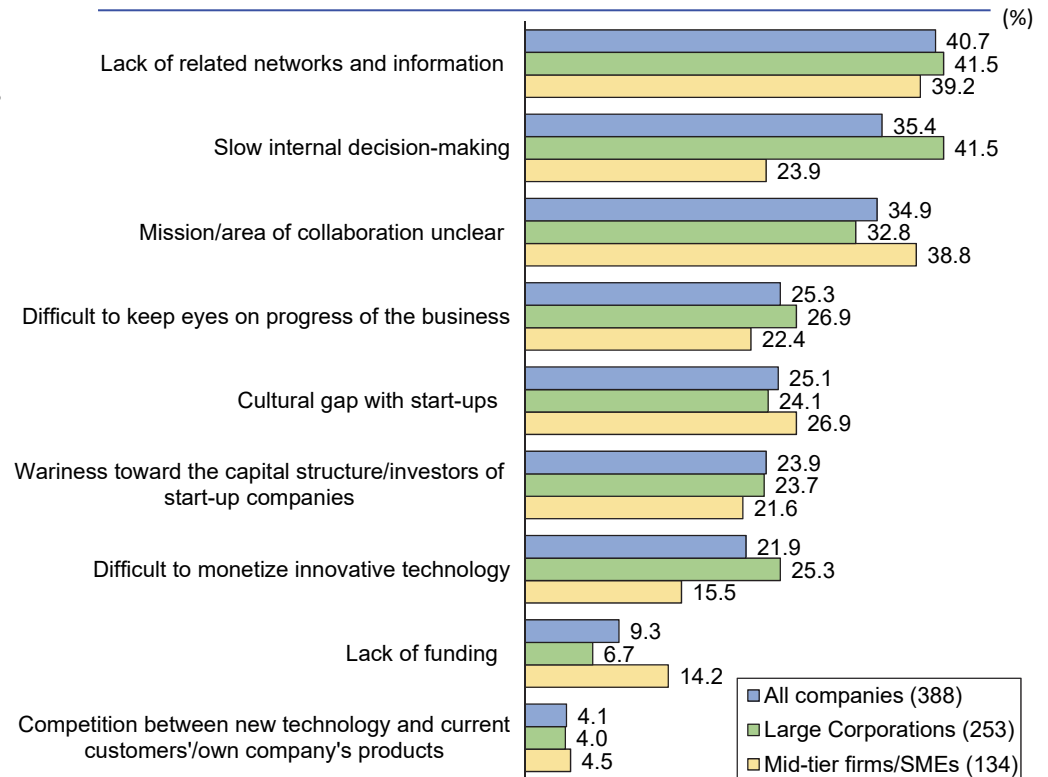 (%)
Lack of related networks and information
40.7
41.5
39.2
Slow internal decision-making
35.4
41.5
23.9
Mission/area of collaboration unclear
34.9
32.8
38.8
Difficult to keep eyes on progress of the business
25.3
26.9
22.4
Cultural gap with start-ups
25.1
24.1
26.9
Wariness toward the capital structure/investors of
start-up companies
23.9
23.7
21.6
Difficult to monetize innovative technology
21.9
25.3
15.5
Lack of funding
9.3
6.7
14.2
Competition between new technology and current
customers'/own company's products
4.1
4.0
4.5
All companies (388)
Large Corporations (253)
Mid-tier firms/SMEs (134)